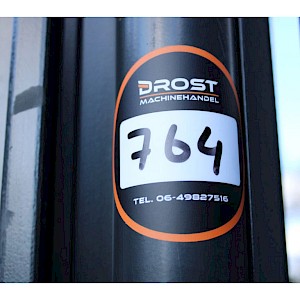 DROST
MACHINEHANDEL
764
TEL. 06-49827516